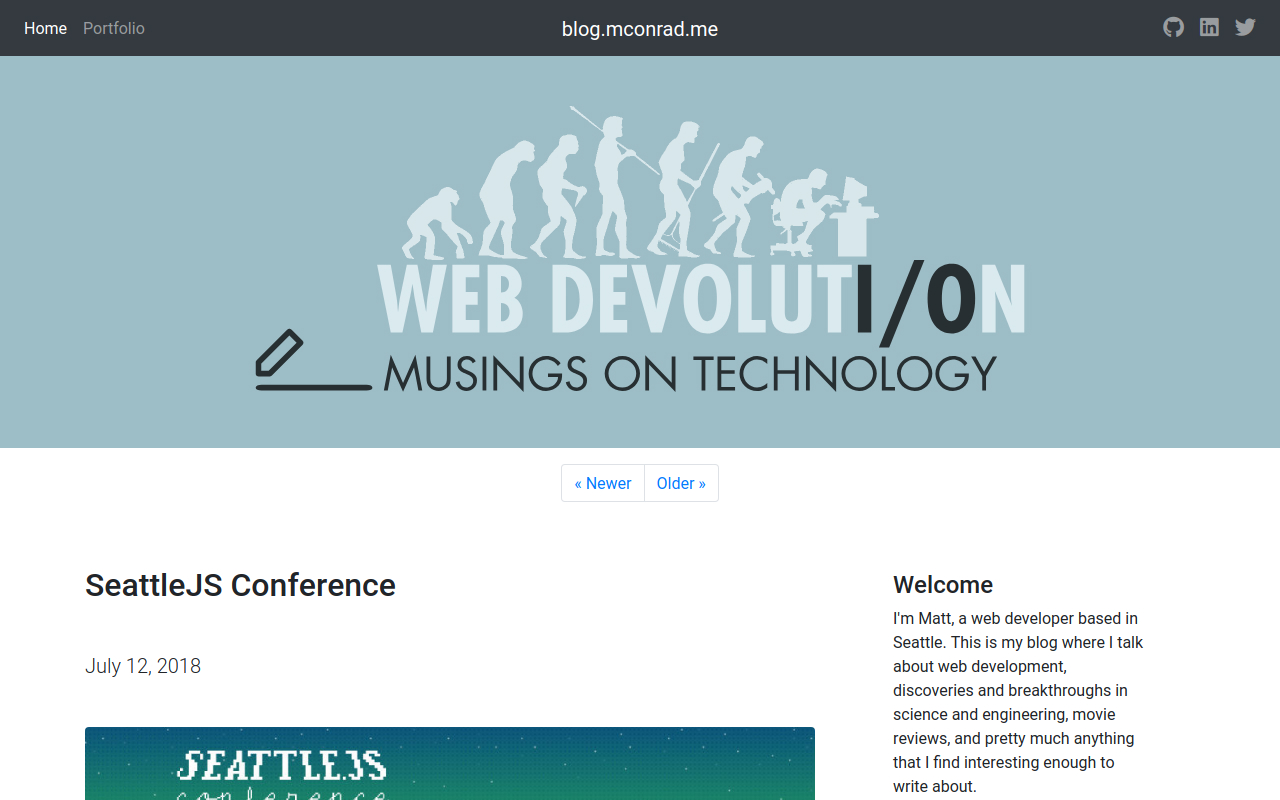 Home Portfolio blog.mconrad.me
WEB DEVOLUTI/ON
MUSINGS ON TECHNOLOGY
« Newer Older »
SeattleJS Conference
July 12, 2018
SEATTLEJS
conference
Welcome
I'm Matt, a web developer based in
Seattle. This is my blog where I talk
about web development,
discoveries and breakthroughs in
science and engineering, movie
reviews, and pretty much anything
that I find interesting enough to
write about.